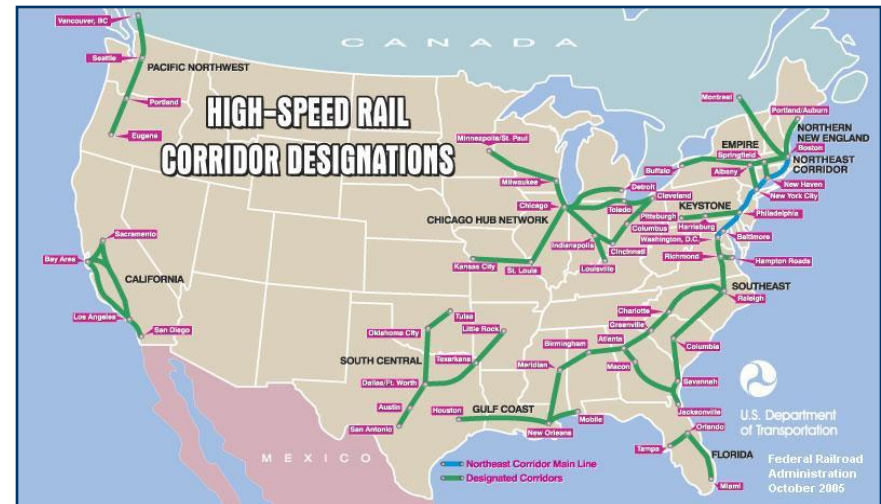 Vancouver, BC
CANADA
Seattle
PACIFIC NORTHWEST
Portland
Eugene
HIGH-SPEED RAIL
CORRIDOR DESIGNATIONS
Montreal
Portland/Auburn
NORTHERN
NEW ENGLAND
Boston
NORTHEAST
CORRIDOR
EMPIRE
Springfield
Buffalo
Albany
New Haven
New York City
Minneapolis/St. Paul
Milwaukee
Detroit
Cleveland
Chicago
Toledo
CHICAGO HUB NETWORK
Pittsburgh
KEYSTONE
Harrisburg
Philadelphia
Columbus
Washington, D.C.
Baltimore
Indianapolis
Cincinnati
Richmond
Hampton Roads
Kansas City
St. Louis
Louisville
Sacramento
Bay Area
CALIFORNIA
Los Angeles
San Diego
SOUTHEAST
Raleigh
Charlotte
Greenville
Atlanta
Birmingham
Columbia
Macon
Meridian
Savannah
Jacksonville
Tulsa
Oklahoma City
Little Rock
SOUTH CENTRAL
Texarkana
Dallas/Ft. Worth
Austin
San Antonio
Houston
GULF COAST
Mobile
New Orleans
Orlando
Tampa
FLORIDA
Miami
MEXICO
Northeast Corridor Main Line
Designated Corridors
U.S. Department
of Transportation
Federal Railroad
Administration
October 2005